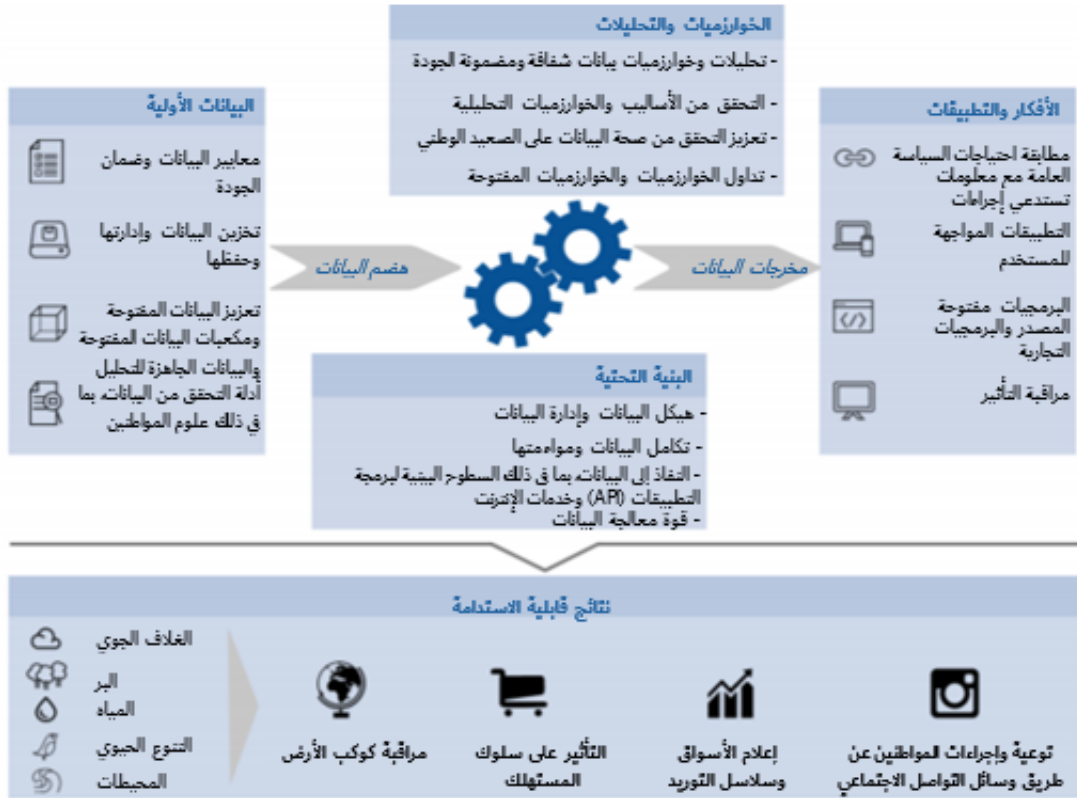 الخوارزميات والتحليلات
- تحليلات وخوارزميات بيانات شفافة ومضمونة الجودة
- التحقق من الأساليب والخوارزميات التحليلية
- تعزيز التحقق من صحة البيانات على الصعيد الوطني
- تداول الخوارزميات والخوارزميات المفتوحة
البيانات الأولية
معايير البيانات وضمان
الجودة
تخزين البيانات وإدارتها
وحفظها
تعزيز البيانات المفتوحة
ومكعبات البيانات المفتوحة
والبيانات الجاهزة للتحليل
أدلة التحقق من البيانات، بما
في ذلك علوم المواطنين
هضم البيانات
مخرجات البيانات
الأفكار والتطبيقات
مطابقة احتياجات السياسة
العامة مع معلومات
تستدعي إجراءات
التطبيقات المواجهة
للمستخدم
البرمجيات مفتوحة
المصدر والبرمجيات
التجارية
مراقبة التأثير
البنية التحتية
- هيكل البيانات وإدارة البيانات
- تكامل البيانات ومواءمتها
- النفاذ إلى البيانات، بما في ذلك السطوح البينية لبرمجة
التطبيقات (API) وخدمات الإنترنت
- قوة معالجة البيانات
نتائج قابلية الاستدامة
الغلاف الجوي
البر
المياه
التنوع الحيوي
المحيطات
مراقبة كوكب الأرض
التأثير على سلوك
المستهلك
إعلام الأسواق
وسلاسل التوريد
توعية وإجراءات المواطنين عن
طريق وسائل التواصل الاجتماعي